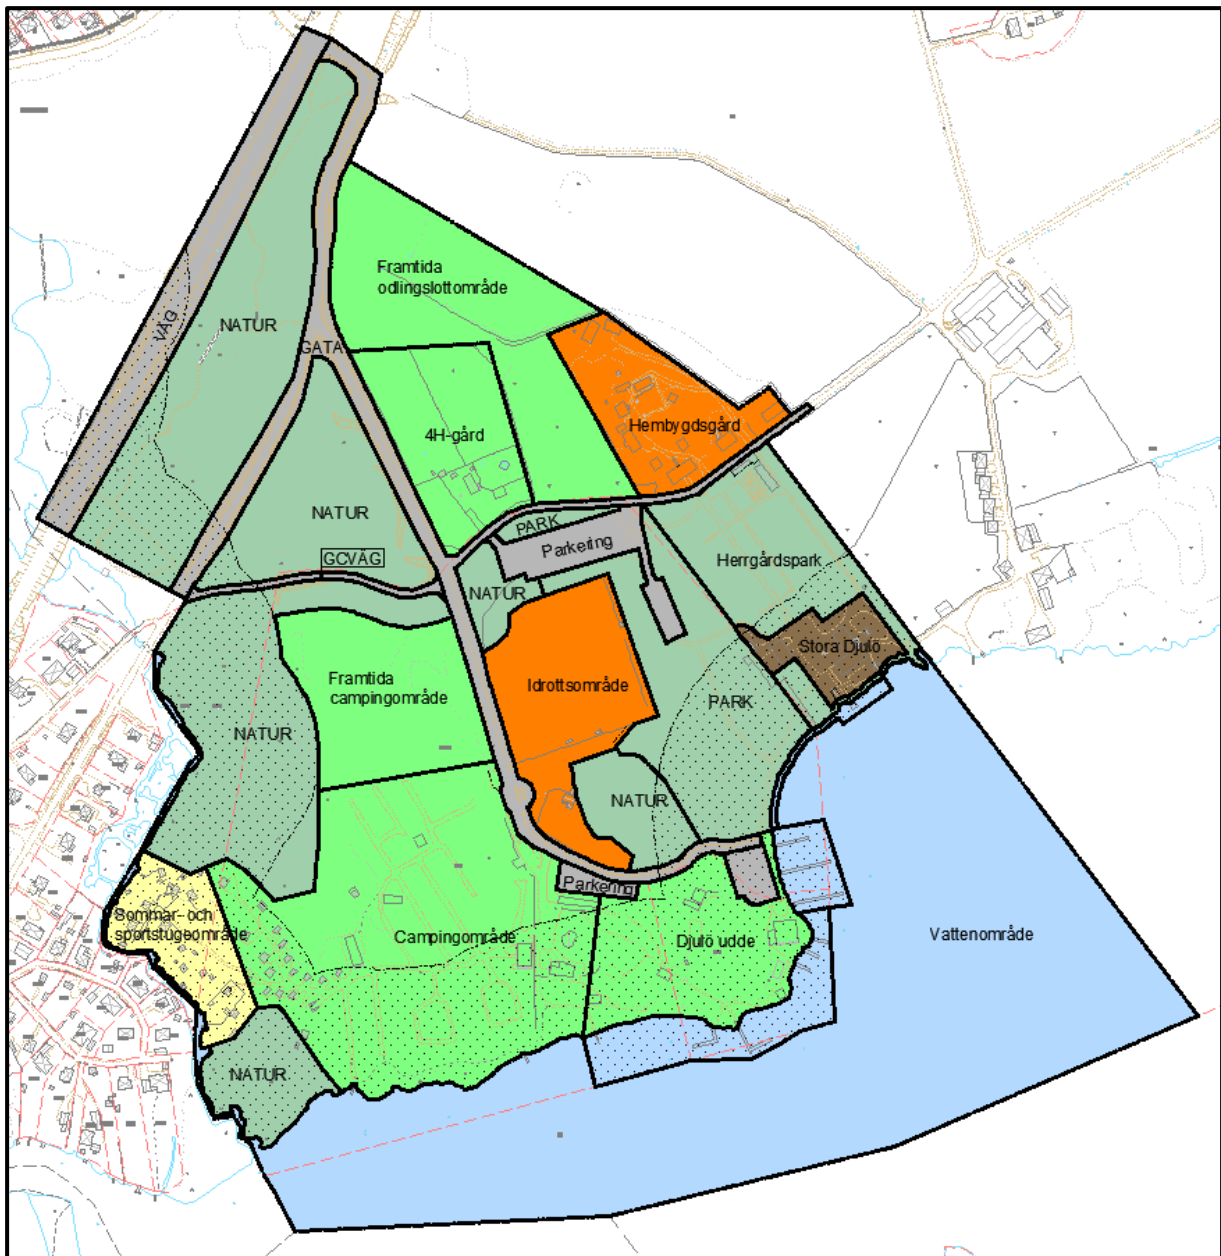 Framtida
odlingslottområde
VÄG
NATUR
GATA
4H-gård
Hembygdsgård
NATUR
PARK
Parkering
GCVÄG
Herrgårdspark
NATUR
Stora Djulö
Framtida
campingområde
Idrottsområde
PARK
NATUR
NATUR
Parkering
Sommar- och
sportstugeområde
Campingområde
Djulö udde
Vattenområde
NATUR